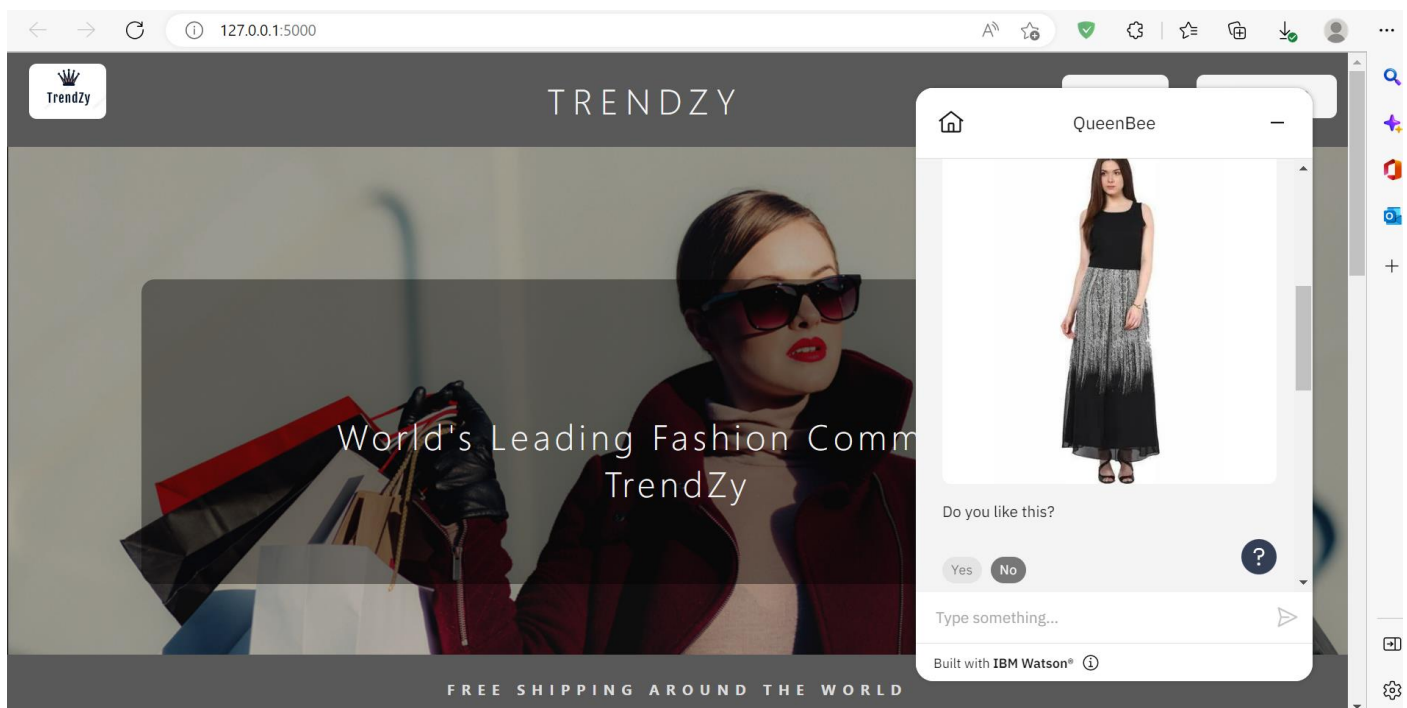 127.0.0.1:5000
TrendZy
TRENDZY
World's Leading Fashion Comm
TrendZy
FREE SHIPPING AROUND THE WORLD
QueenBee
Do you like this?
Yes No
?
Type something...
Built with IBM Watson®